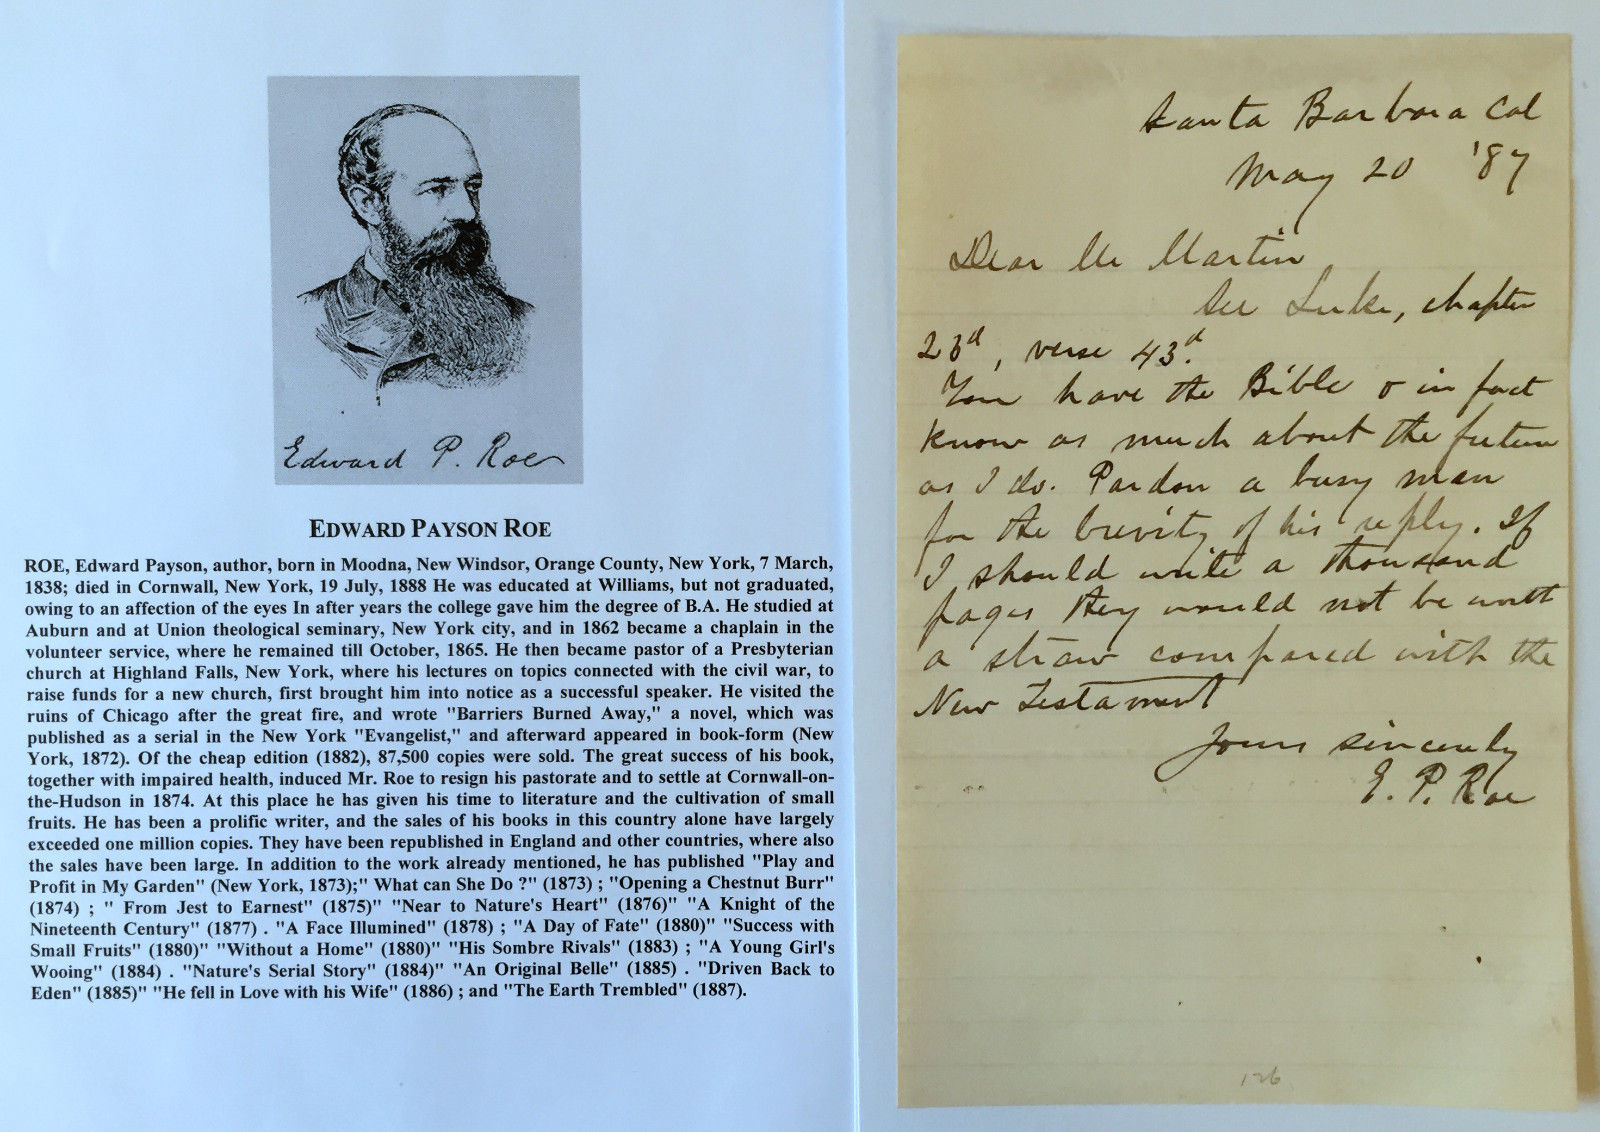 Edward P. Roe
EDWARD PAYSON ROE
ROE, Edward Payson, author, born in Moodna, New Windsor, Orange County, New York, 7 March,
1838; died in Cornwall, New York, 19 July, 1888 He was educated at Williams, but not graduated,
owing to an affection of the eyes In after years the college gave him the degree of B.A. He studied at
Auburn and at Union theological seminary, New York city, and in 1862 became a chaplain in the
volunteer service, where he remained till October, 1865. He then became pastor of a Presbyterian
church at Highland Falls, New York, where his lectures on topics connected with the civil war, to
raise funds for a new church, first brought him into notice as a successful speaker. He visited the
ruins of Chicago after the great fire, and wrote "Barriers Burned Away," a novel, which was
published as a serial in the New York "Evangelist," and afterward appeared in book-form (New
York, 1872). Of the cheap edition (1882), 87,500 copies were sold. The great success of his book,
together with impaired health, induced Mr. Roe to resign his pastorate and to settle at Cornwall-on-
the-Hudson in 1874. At this place he has given his time to literature and the cultivation of small
fruits. He has been a prolific writer, and the sales of his books in this country alone have largely
exceeded one million copies. They have been republished in England and other countries, where also
the sales have been large. In addition to the work already mentioned, he has published "Play and
Profit in My Garden" (New York, 1873);" What can She Do ?" (1873) ; "Opening a Chestnut Burr"
(1874) ; " From Jest to Earnest" (1875)" "Near to Nature's Heart" (1876)" "A Knight of the
Nineteenth Century" (1877) . "A Face Illumined" (1878) ; "A Day of Fate" (1880)" "Success with
Small Fruits" (1880)" "Without a Home" (1880)" "His Sombre Rivals" (1883) ; "A Young Girl's
Wooing" (1884) . "Nature's Serial Story" (1884)" "An Original Belle" (1885) . "Driven Back to
Eden" (1885)" "He fell in Love with his Wife" (1886) ; and "The Earth Trembled" (1887).
Santa Barbara Cal
May 20 '87
Dear Mr Martin
See Luke, chapter
23d, verse 43d.
You have the Bible & in fact
know as much about the future
as I do. Pardon a busy man
for the brevity of his reply. If
I should write a thousand
pages they would not be worth
a straw compared with the
New Testament
Yours sincerely
E. P. Roe
126